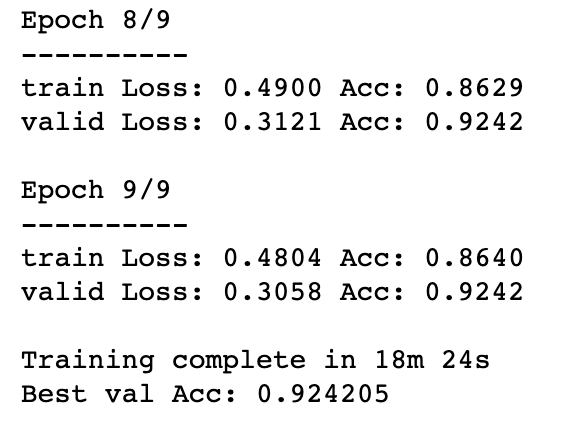 Epoch 8/9
----------
train Loss: 0.4900 Acc: 0.8629
valid Loss: 0.3121 Acc: 0.9242
Epoch 9/9
----------
train Loss: 0.4804 Acc: 0.8640
valid Loss: 0.3058 Acc: 0.9242
Training complete in 18m 24s
Best val Acc: 0.924205